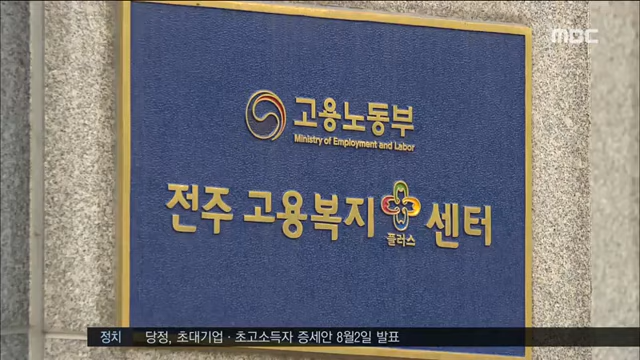 MBC
고용노동부
Ministry of Employment and Labor
전주 고용복지플러스센터
정치 당정, 초대기업·초고소득자 증세안 8월2일 발표